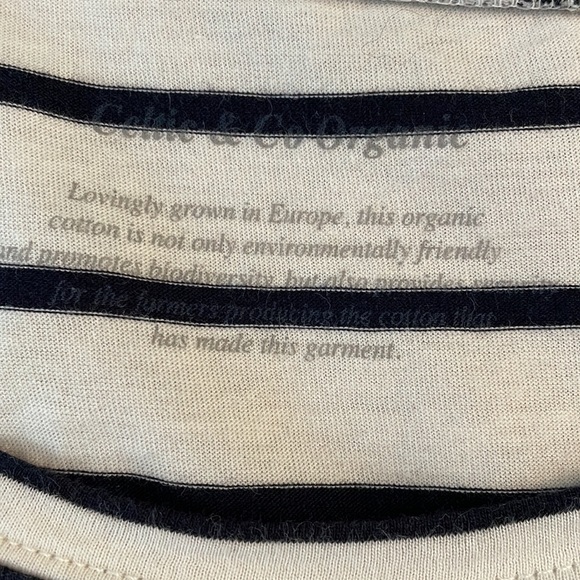 Celtic & Co Organic
Lovingly grown in Europe, this organic
cotton is not only environmentally friendly
and promotes biodiversity, but also provides security
for the farmers producing the cotton that
has made this garment.